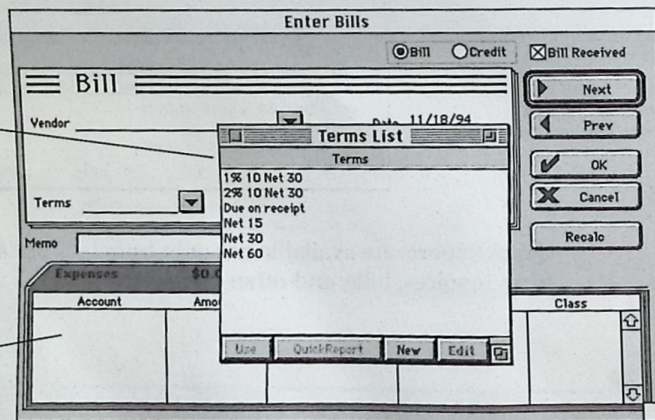 Enter Bills
Bill Credit Bill Received
Bill
Next
Vendor 11/18/94
Prev
Terms List
Terms
OK
1% 10 Net 30
2% 10 Net 30
Due on receipt
Terms
Cancel
Net 15
Net 30
Net 60
Memo
Recalc
Expenses $0.0
Account Class
Use QuickReport New Edit